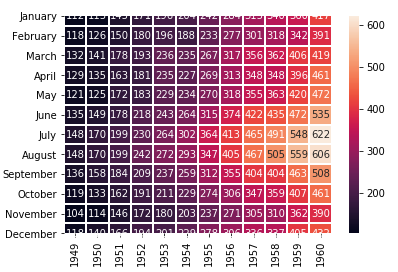 January
February 118 126 150 180 196 188 233 277 301 318 342 391
March 132 141 178 193 236 235 267 317 356 362 406 419
April 129 135 163 181 235 227 269 313 348 348 396 461
May 121 125 172 183 229 234 270 318 355 363 420 472
June 135 149 178 218 243 264 315 374 422 435 472 535
July 148 170 199 230 264 302 364 413 465 491 548 622
August 148 170 199 242 272 293 347 405 467 505 559 606
September 136 158 184 209 237 259 312 355 404 404 463 508
October 119 133 162 191 211 229 274 306 347 359 407 461
November 104 114 146 172 180 203 237 271 305 310 362 390
December
1949 1950 1951 1952 1953 1954 1955 1956 1957 1958 1959 1960
600
500
400
300
200